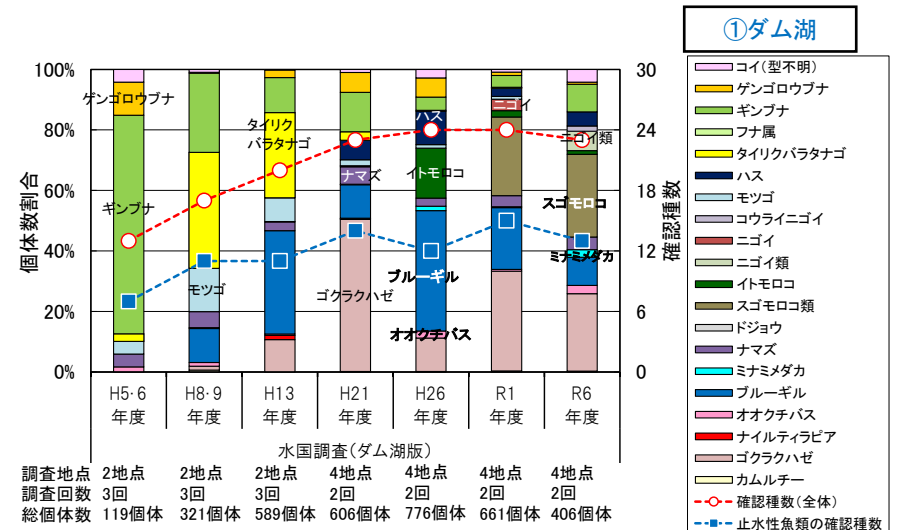 ①ダム湖
100%
80%
60%
40%
20%
0%
個体数割合
30
24
18
12
6
0
確認種数
ゲンゴロウブナ
ギンブナ
モツゴ
タイリク
バラタナゴ
ナマズ
ゴクラクハゼ
ハス
イトモロコ
ブルーギル
オオクチバス
ニゴイ
ニゴイ類
スゴモロコ
ミナミメダカ
H5・6
年度
H8・9
年度
H13
年度
H21
年度
H26
年度
R1
年度
R6
年度
水国調査(ダム湖版)
調査地点 2地点 2地点 2地点 4地点 4地点 4地点 4地点
調査回数 3回 3回 3回 2回 2回 2回 2回
総個体数 119個体 321個体 589個体 606個体 776個体 661個体 406個体
コイ(型不明)
ゲンゴロウブナ
ギンブナ
フナ属
タイリクバラタナゴ
ハス
モツゴ
コウライニゴイ
ニゴイ
ニゴイ類
イトモロコ
スゴモロコ類
ドジョウ
ナマズ
ミナミメダカ
ブルーギル
オオクチバス
ナイルティラピア
ゴクラクハゼ
カムルチー
確認種数(全体)
止水性魚類の確認種数